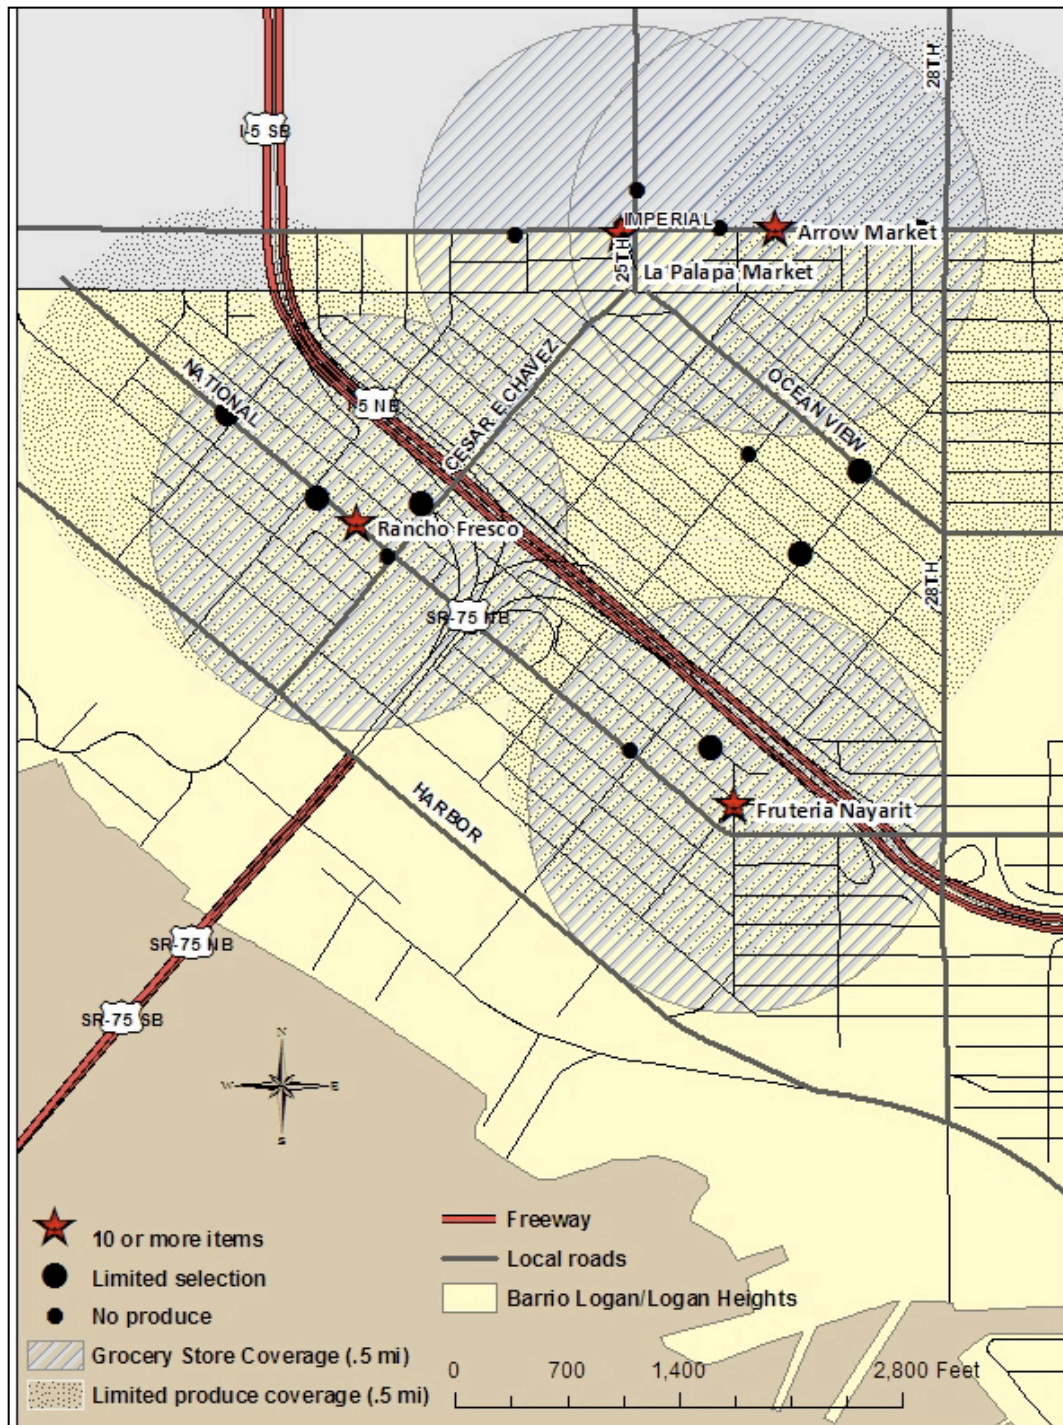 28TH
I-5 SB
IMPERIAL
Arrow Market
25TH
La Palapa Market
NATIONAL
I-5 NB
CESAR E CHAVEZ
OCEAN VIEW
Rancho Fresco
28TH
SR-75 NB
HARBOR
Fruteria Nayarit
SR-75 NB
SR-75 SB
N
W
E
S
10 or more items
Limited selection
No produce
Grocery Store Coverage (.5 mi)
Limited produce coverage (.5 mi)
Freeway
Local roads
Barrio Logan/Logan Heights
0 700 1,400 2,800 Feet